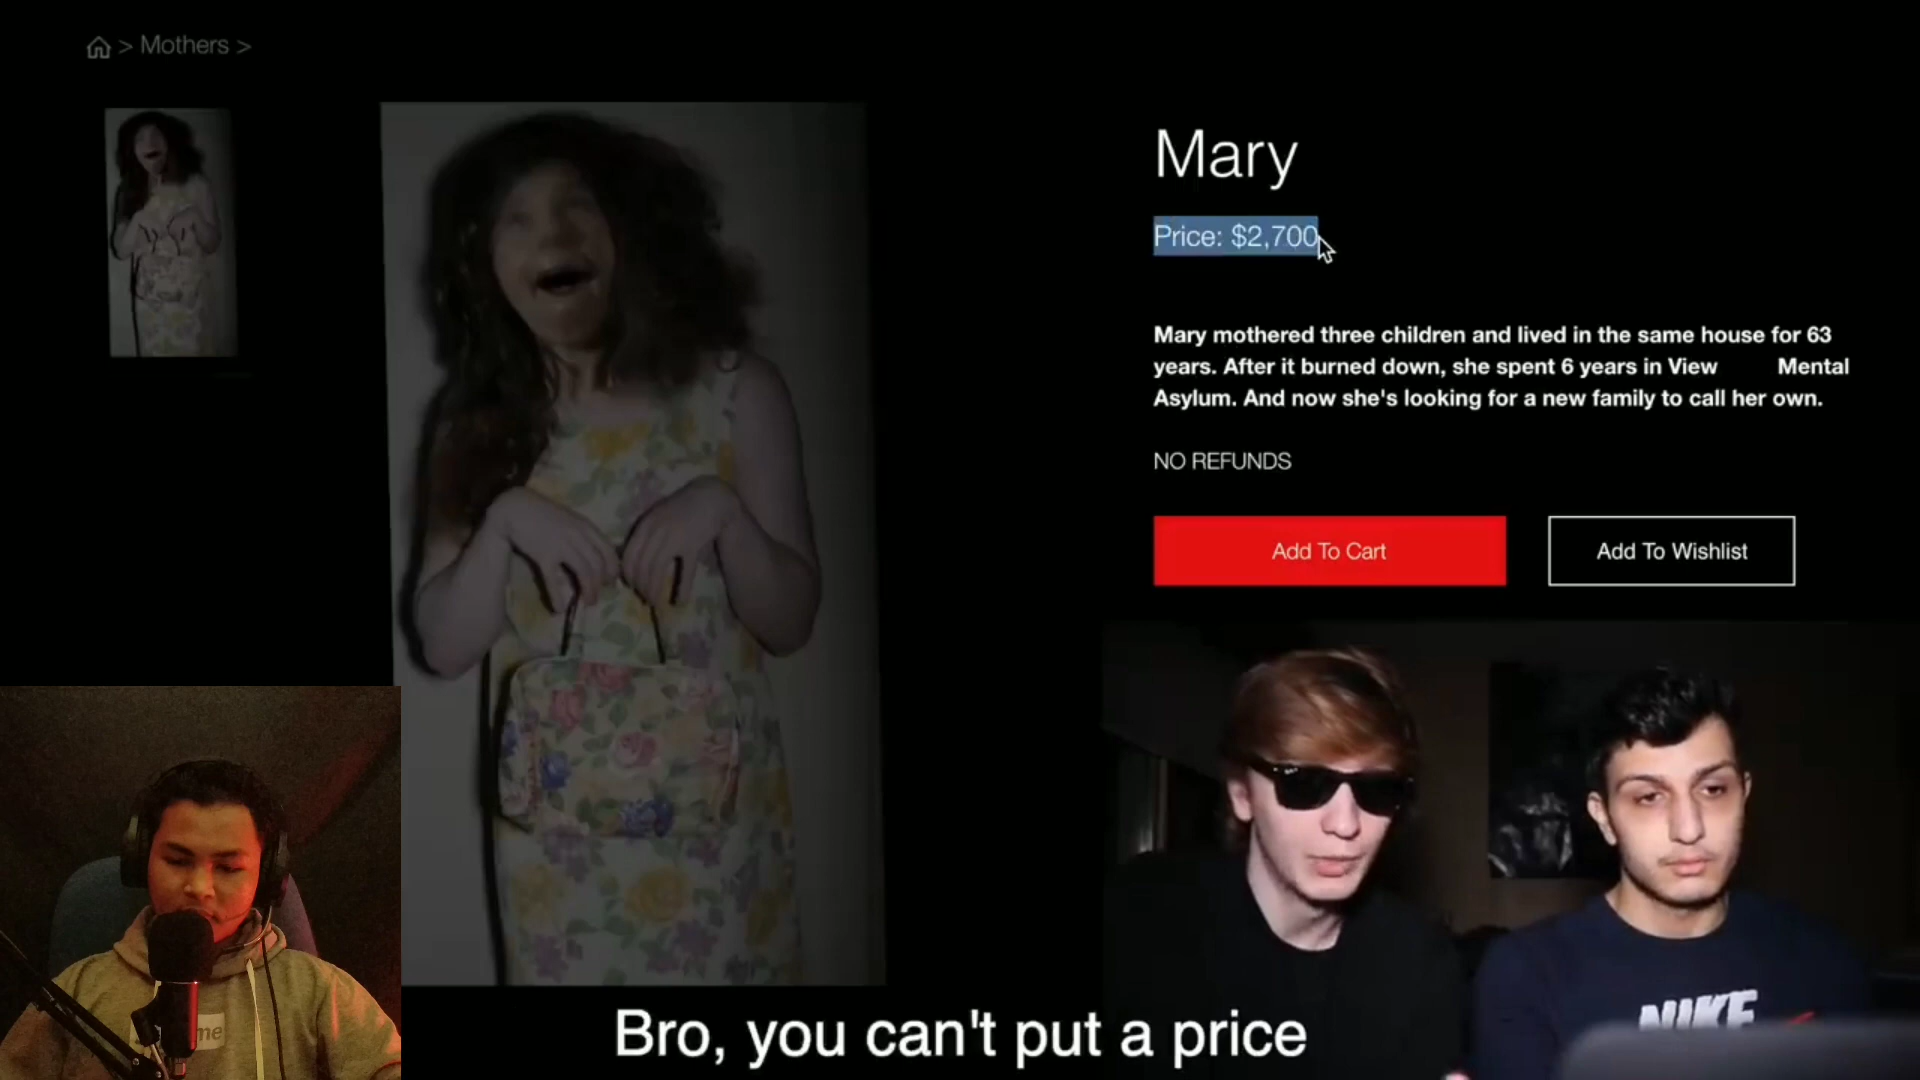 > Mothers >
Mary
Price: $2,700
Mary mothered three children and lived in the same house for 63
years. After it burned down, she spent 6 years in View Mental
Asylum. And now she's looking for a new family to call her own.
NO REFUNDS
Add To Cart
Add To Wishlist
NIKE
Bro, you can't put a price